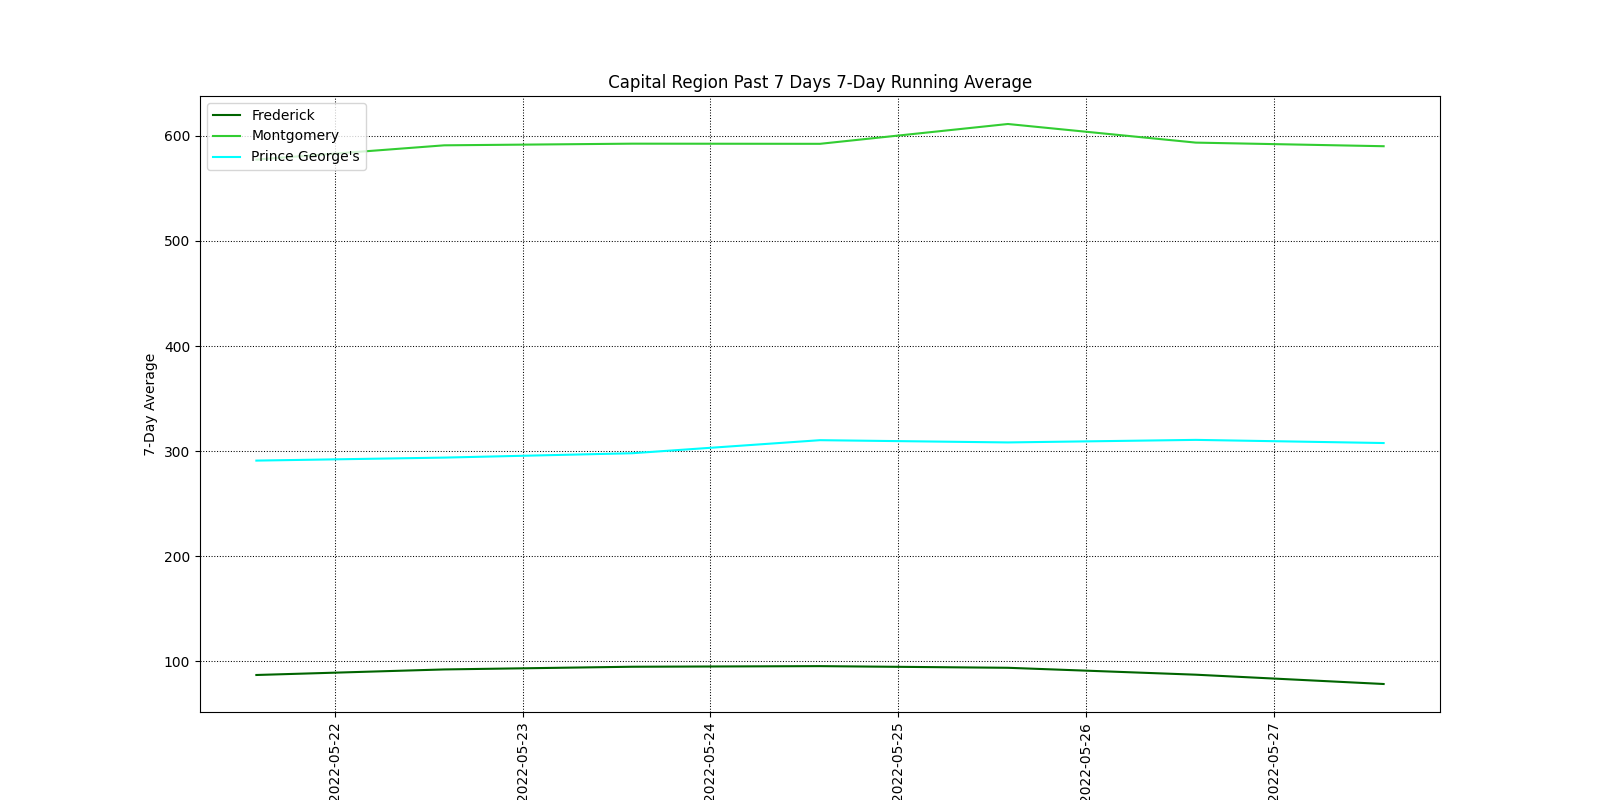 Capital Region Past 7 Days 7-Day Running Average
Frederick
Montgomery
Prince George's
7-Day Average
600
500
400
300
200
100
2022-05-22
2022-05-23
2022-05-24
2022-05-25
2022-05-26
2022-05-27